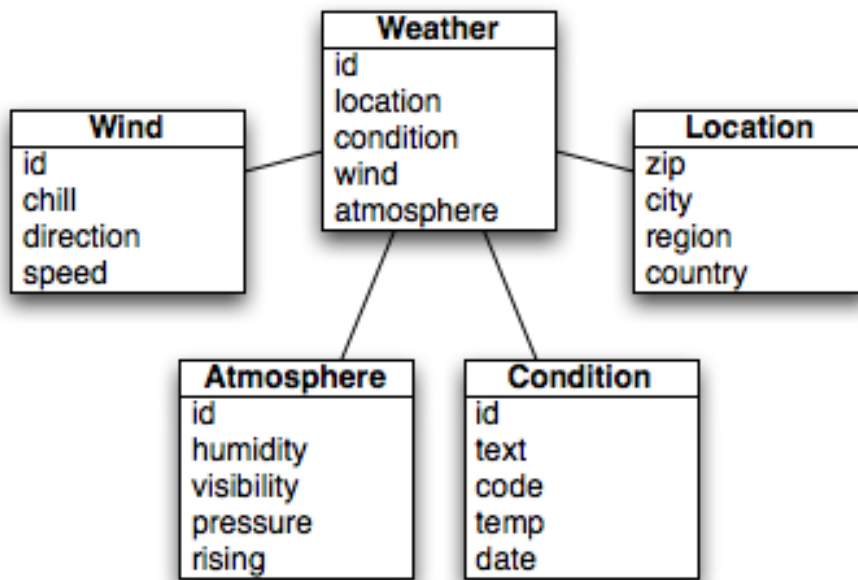 Weather
id
location
condition
wind
atmosphere
Wind
id
chill
direction
speed
Location
zip
city
region
country
Atmosphere
id
humidity
visibility
pressure
rising
Condition
id
text
code
temp
date